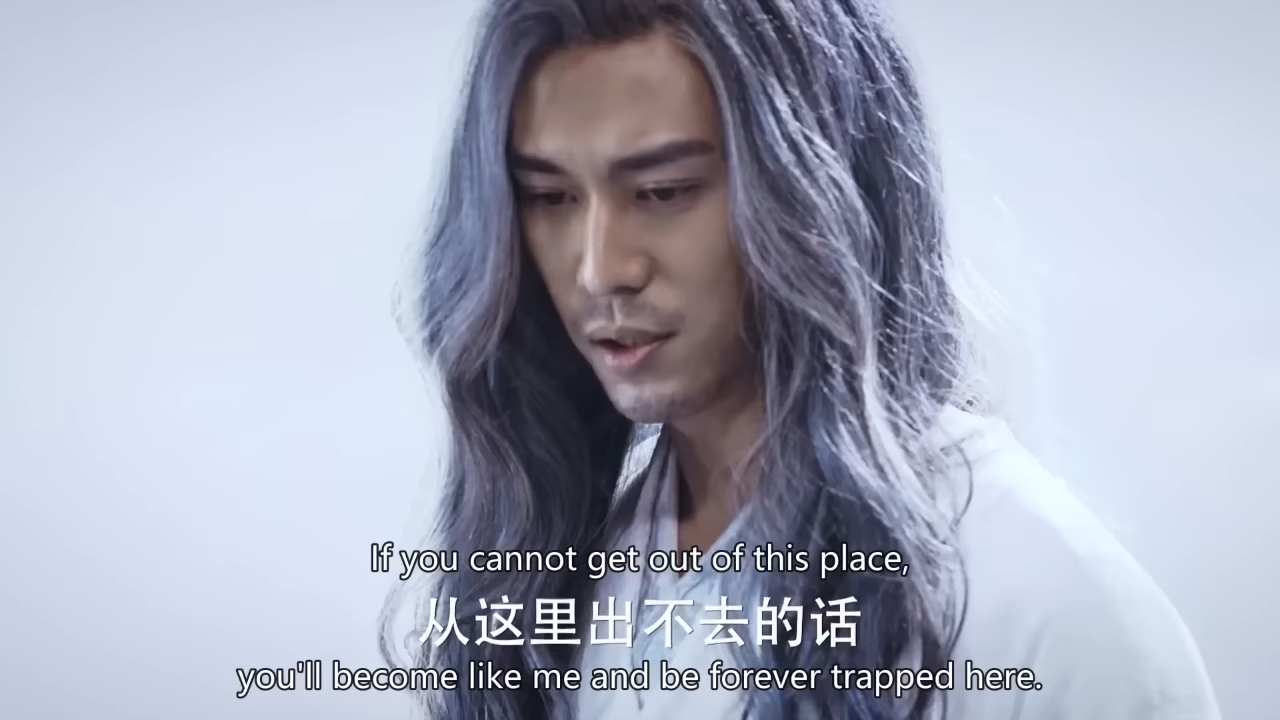 If you cannot get out of this place,
从这里出不去的话
you'll become like me and be forever trapped here.